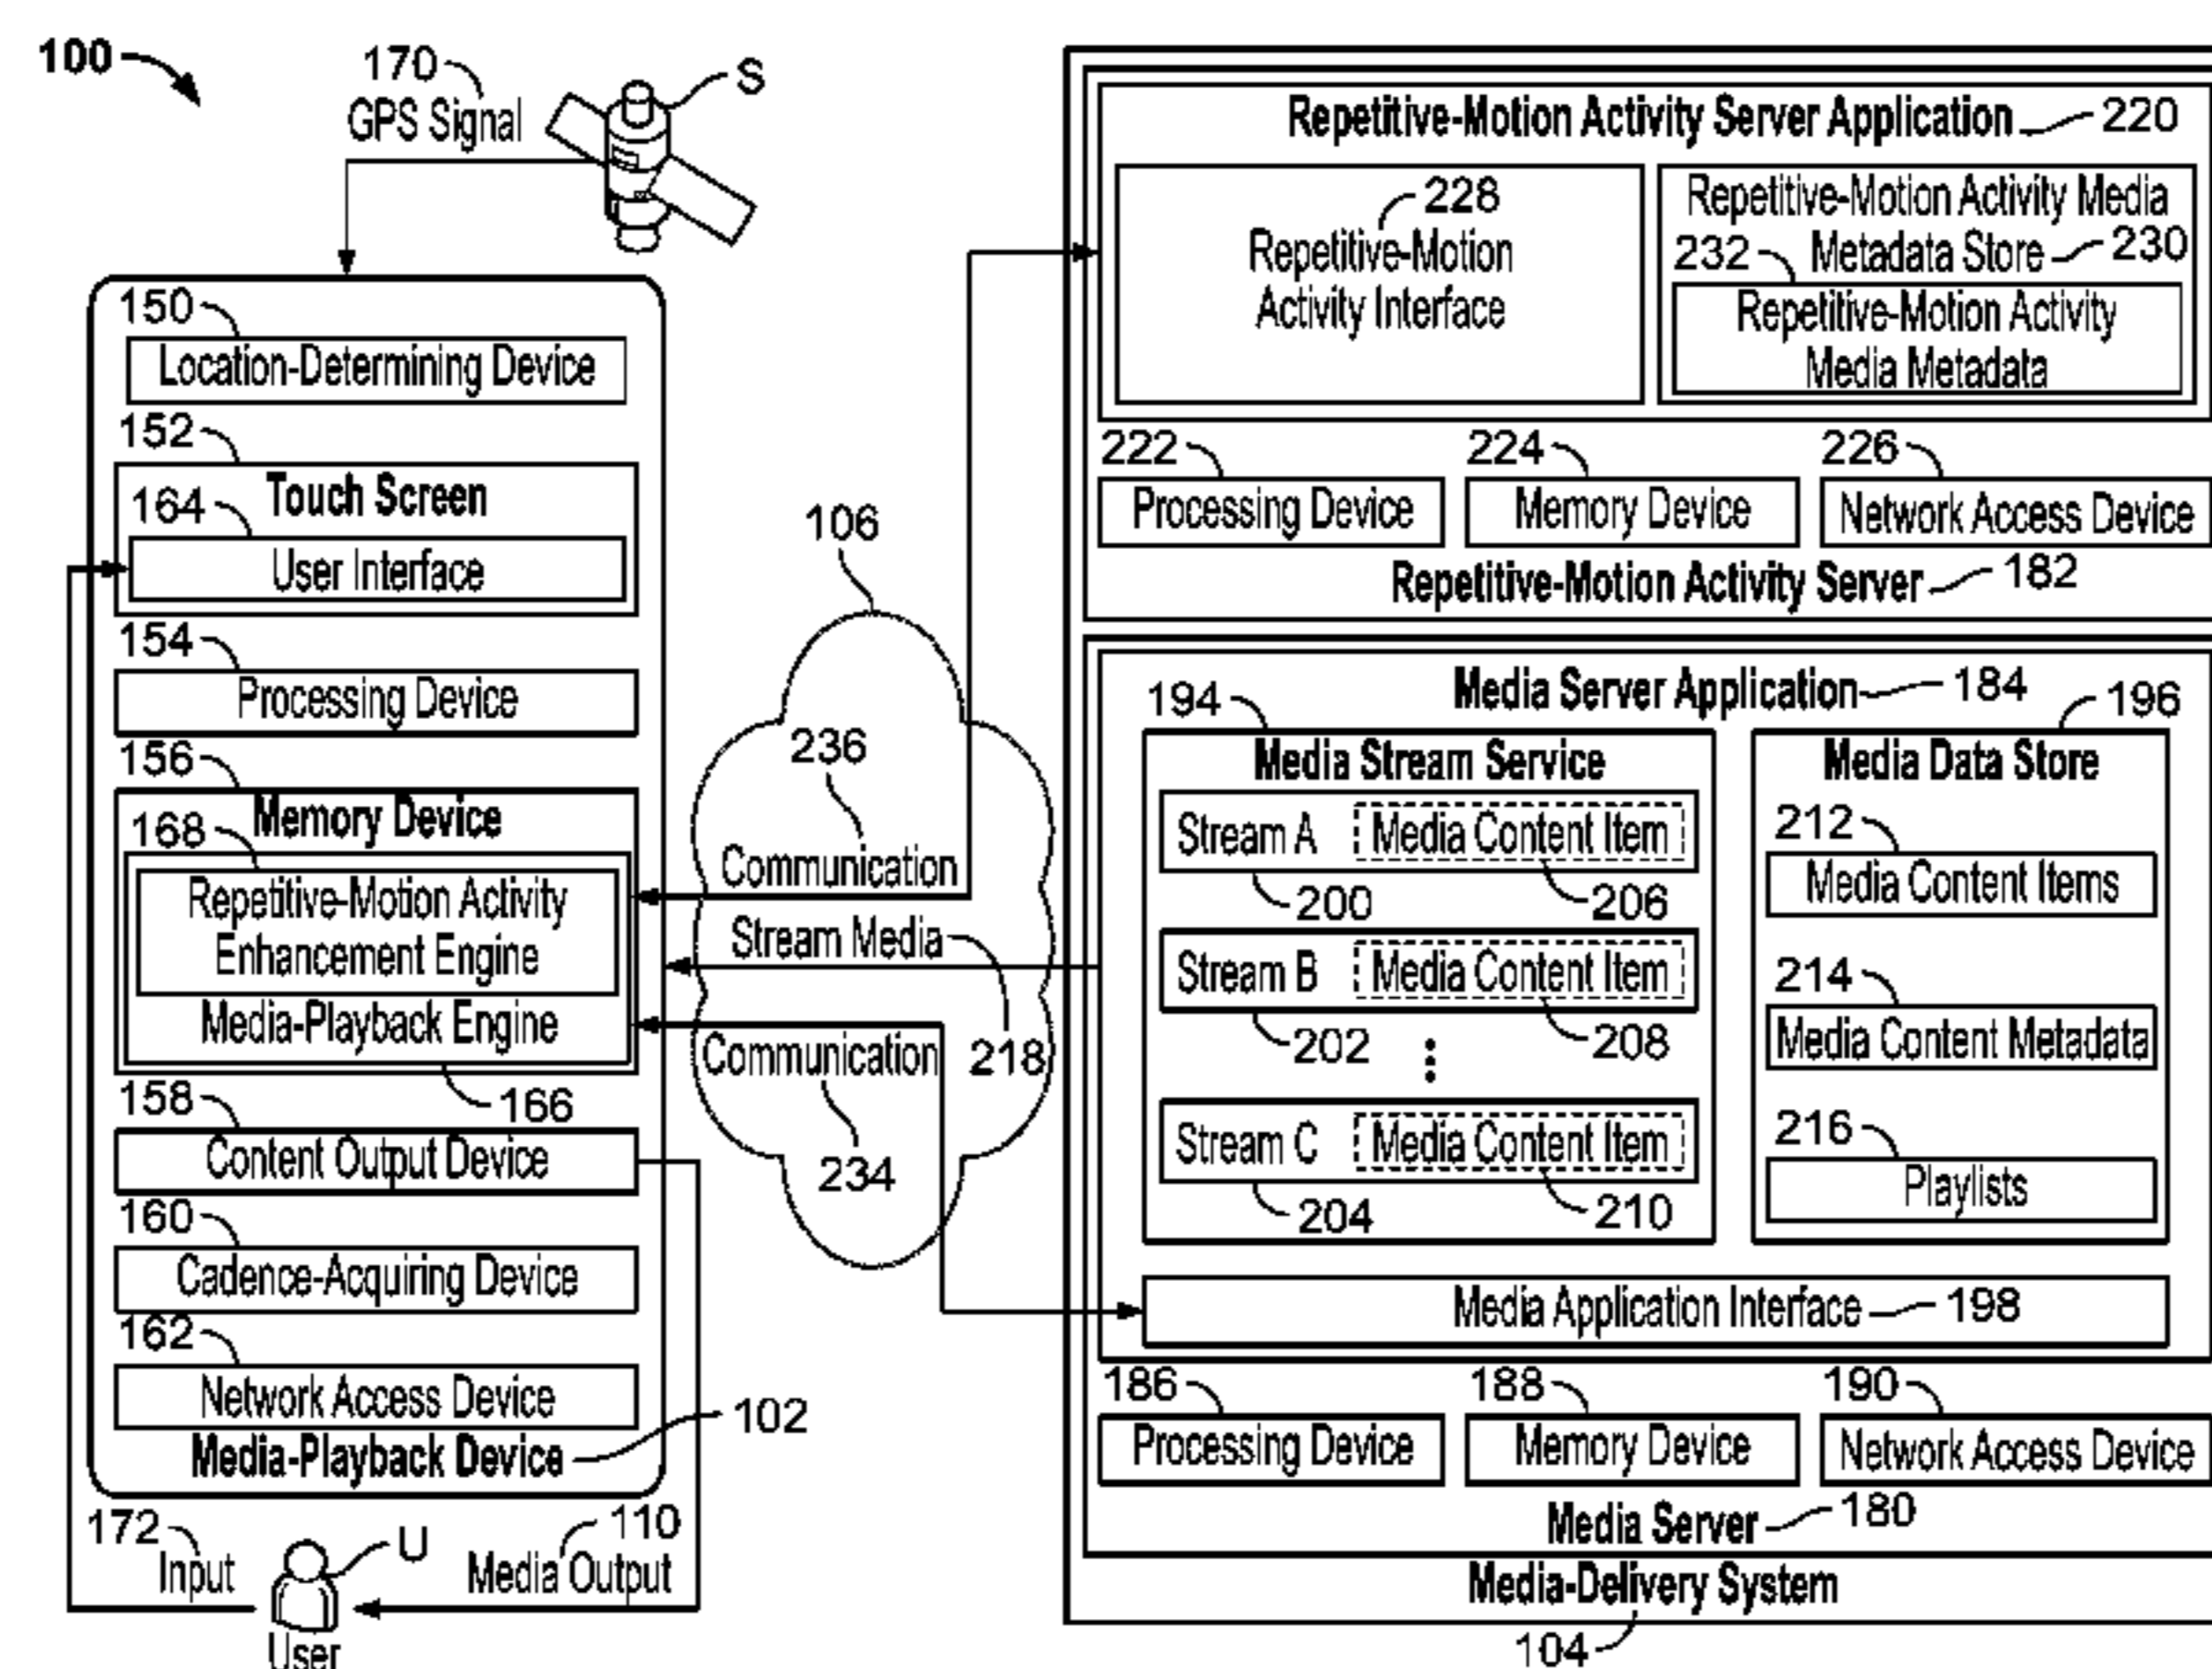 100
170
GPS Signal
S
150
Location-Determining Device
152
Touch Screen
164
User Interface
154
Processing Device
156
Memory Device
168
Repetitive-Motion Activity
Enhancement Engine
Media-Playback Engine
166
158
Content Output Device
160
Cadence-Acquiring Device
162
Network Access Device
Media-Playback Device
102
172
Input
U
User
110
Media Output
106
236
Communication
Stream Media
218
Communication
234
Repetitive-Motion Activity Server Application
220
228
Repetitive-Motion
Activity Interface
Repetitive-Motion Activity Media
Metadata Store
230
232
Repetitive-Motion Activity
Media Metadata
222
Processing Device
224
Memory Device
226
Network Access Device
Repetitive-Motion Activity Server
182
Media Server Application
184
194
Media Stream Service
Stream A
Media Content Item
200
206
Stream B
Media Content Item
202
208
Stream C
Media Content Item
204
210
196
Media Data Store
212
Media Content Items
214
Media Content Metadata
216
Playlists
Media Application Interface
198
186
Processing Device
188
Memory Device
190
Network Access Device
Media Server
180
Media-Delivery System
104